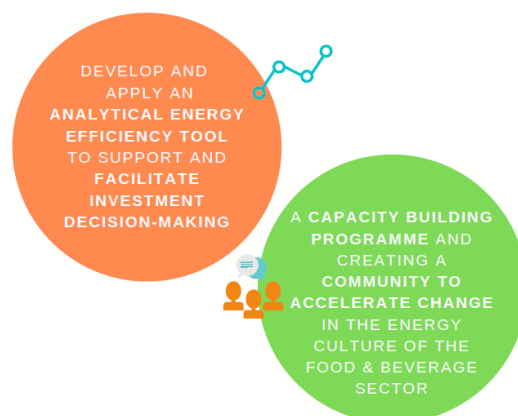 DEVELOP AND
APPLY AN
ANALYTICAL ENERGY
EFFICIENCY TOOL
TO SUPPORT AND
FACILITATE
INVESTMENT
DECISION-MAKING
A CAPACITY BUILDING
PROGRAMME AND
CREATING A
COMMUNITY TO
ACCELERATE CHANGE
IN THE ENERGY
CULTURE OF THE
FOOD & BEVERAGE
SECTOR